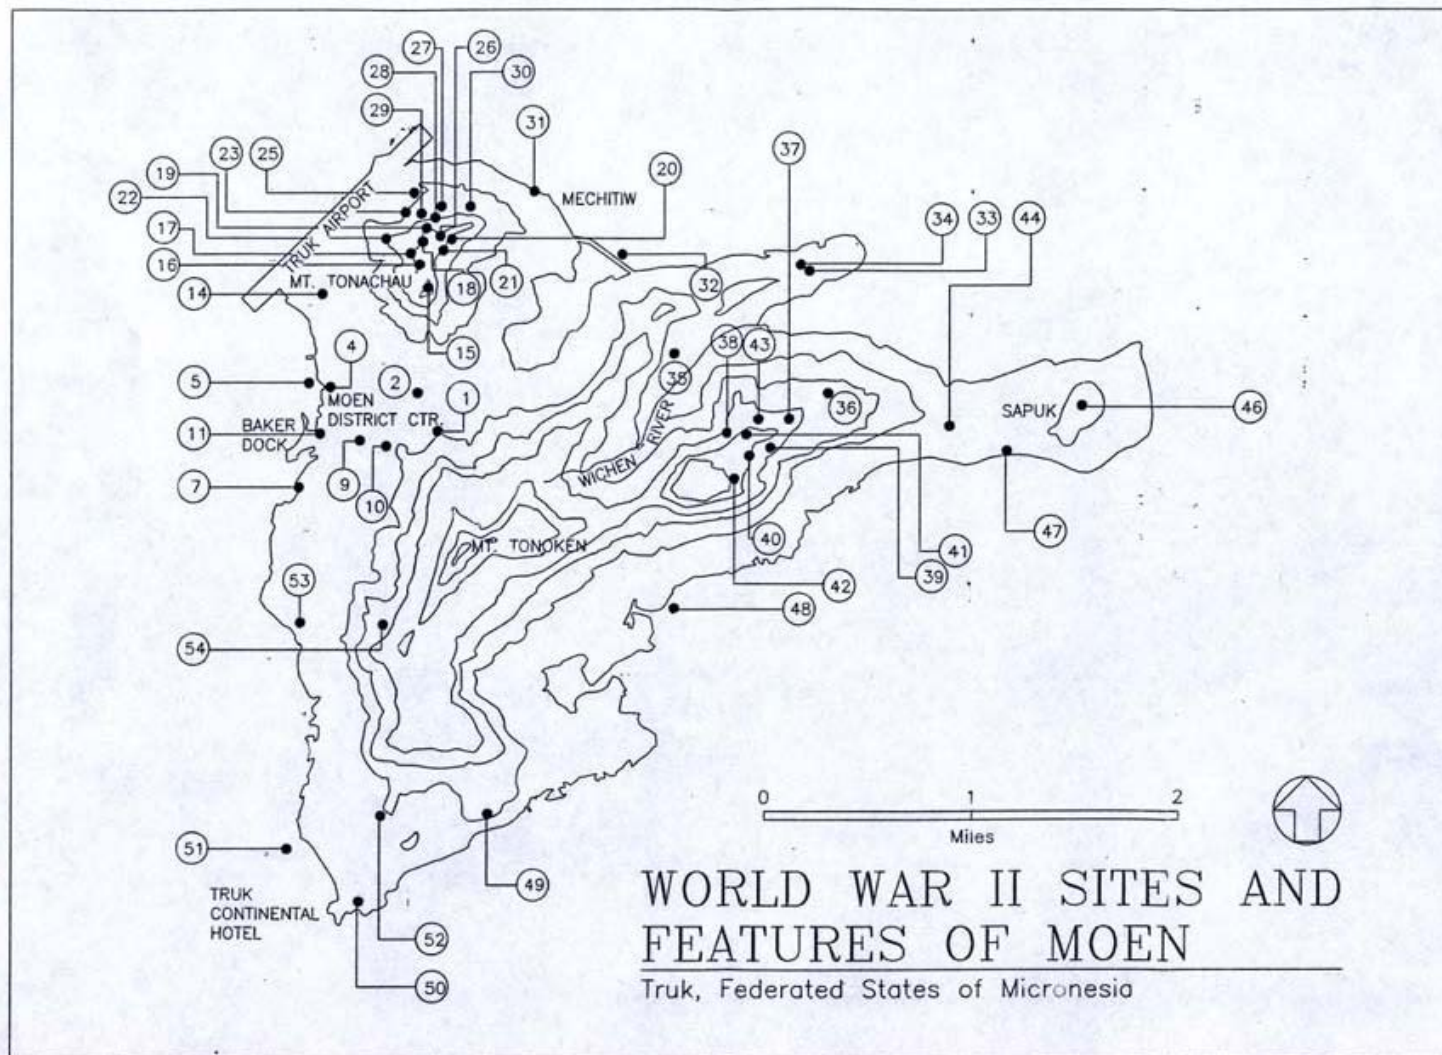 27
26
28
30
29
31
23
25
37
19
20
22
MECHITIW
34
33
44
TRUK AIRPORT
17
16
MT. TONACHAU
18
21
32
14
38
43
4
15
5
2
35
MOEN
DISTRICT CTR.
1
36
SAPUK
46
BAKER
DOCK
11
WICHEN RIVER
7
9
10
47
40
41
MT. TONOKEN
39
42
53
48
54
0
1
2
Miles
51
49
TRUK
CONTINENTAL
HOTEL
52
50
WORLD WAR II SITES AND
FEATURES OF MOEN
Truk, Federated States of Micronesia